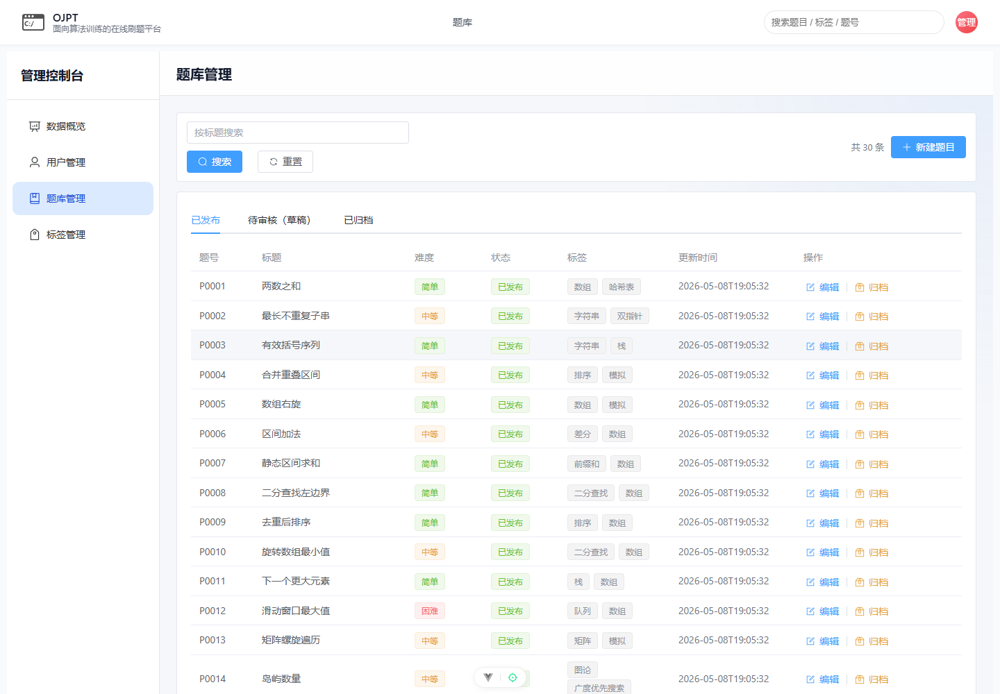 OJPT
面向算法训练的在线刷题平台
题库
搜索题目 / 标签 / 题号
管理
管理控制台
数据概览
用户管理
题库管理
标签管理
题库管理
按标题搜索
搜索
重置
共 30 条
新建题目
已发布
待审核（草稿）
已归档
题号 标题 难度 状态 标签 更新时间 操作
P0001 两数之和 简单 已发布 数组 哈希表 2026-05-08T19:05:32 编辑 归档
P0002 最长不重复子串 中等 已发布 字符串 双指针 2026-05-08T19:05:32 编辑 归档
P0003 有效括号序列 简单 已发布 字符串 栈 2026-05-08T19:05:32 编辑 归档
P0004 合并重叠区间 中等 已发布 排序 模拟 2026-05-08T19:05:32 编辑 归档
P0005 数组右旋 简单 已发布 数组 模拟 2026-05-08T19:05:32 编辑 归档
P0006 区间加法 中等 已发布 差分 数组 2026-05-08T19:05:32 编辑 归档
P0007 静态区间求和 简单 已发布 前缀和 数组 2026-05-08T19:05:32 编辑 归档
P0008 二分查找左边界 简单 已发布 二分查找 数组 2026-05-08T19:05:32 编辑 归档
P0009 去重后排序 简单 已发布 排序 数组 2026-05-08T19:05:32 编辑 归档
P0010 旋转数组最小值 中等 已发布 二分查找 数组 2026-05-08T19:05:32 编辑 归档
P0011 下一个更大元素 简单 已发布 栈 数组 2026-05-08T19:05:32 编辑 归档
P0012 滑动窗口最大值 困难 已发布 队列 数组 2026-05-08T19:05:32 编辑 归档
P0013 矩阵螺旋遍历 中等 已发布 矩阵 模拟 2026-05-08T19:05:32 编辑 归档
P0014 岛屿数量 中等 图论 2026-05-08T19:05:32 编辑 归档
广度优先搜索